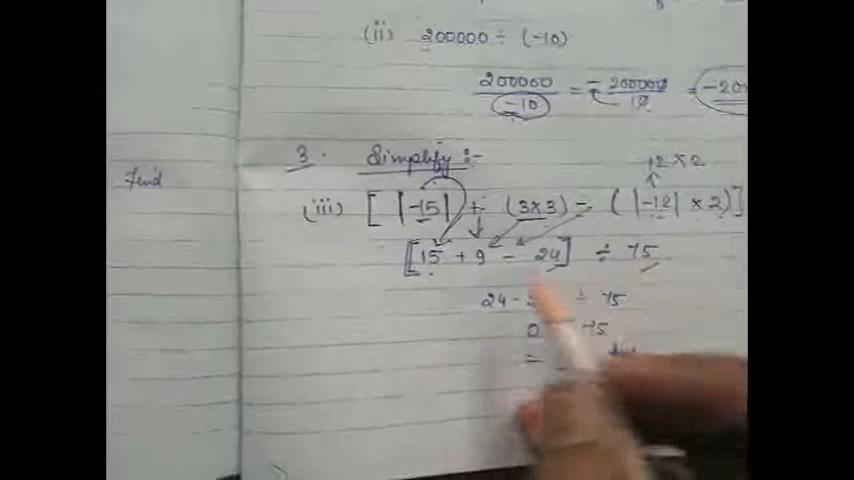 (ii) 200000 ÷ (-10)
200000 / -10 = - 200000 / 10 =
3. Simplify :-
Find
12 × 2
(iii) [ |-15| + (3×3) - ( |-12| × 2)]
[15 + 9 - 24] ÷ 75
24 - ÷ 75
0 75
=